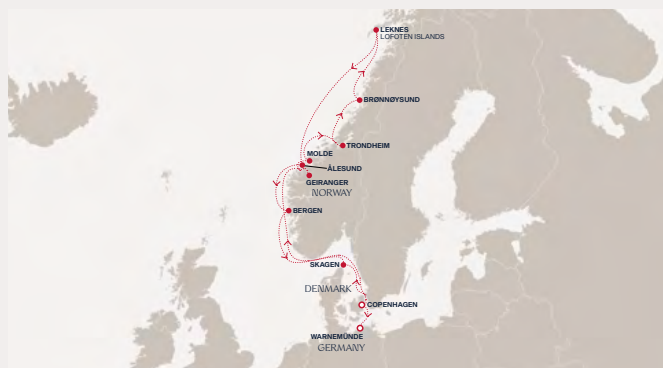 LEKNES
LOFOTEN ISLANDS
BRØNNØYSUND
TRONDHEIM
MOLDE
ÅLESUND
GEIRANGER
NORWAY
BERGEN
SKAGEN
DENMARK
COPENHAGEN
WARNEMÜNDE
GERMANY